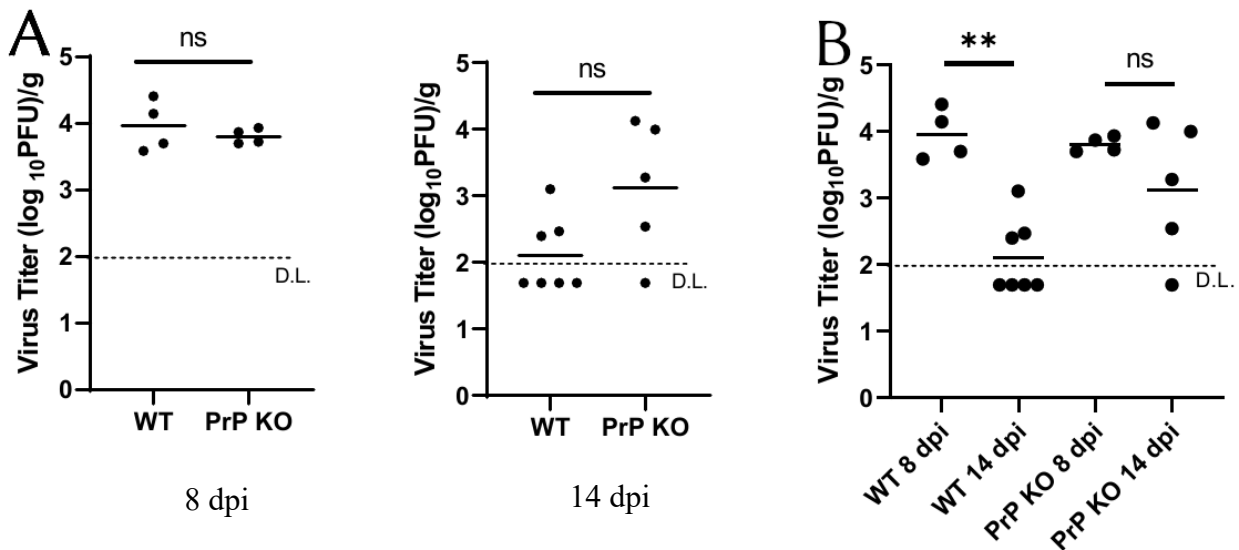 A
ns
Virus Titer (log 10PFU)/g
5
4
3
2
1
0
D.L.
WT PrP KO
8 dpi
ns
Virus Titer (log10PFU)/g
5
4
3
2
1
0
D.L.
WT PrP KO
14 dpi
B
** ns
Virus Titer (log10PFU)/g
5
4
3
2
1
0
D.L.
WT 8 dpi
WT 14 dpi
PrP KO 8 dpi
PrP KO 14 dpi